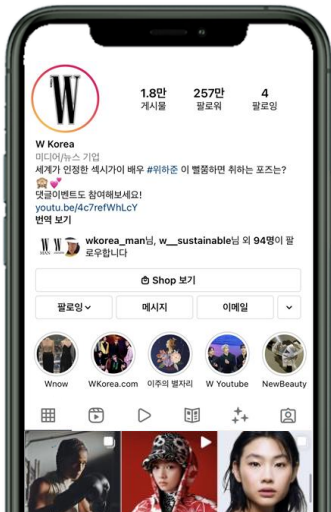 W
1.8만 257만 4
게시물 팔로워 팔로잉
W Korea
미디어/뉴스 기업
세계가 인정한 섹시가이 배우 #위하준 이 뻘쭘하면 취하는 포즈는?
🙈 💕
댓글이벤트도 참여해보세요!
youtu.be/4c7refWhLcY
번역 보기
wkorea_man님, w__sustainable님 외 94명이 팔
로우합니다
Shop 보기
팔로잉 메시지 이메일
Wnow WKorea.com 이주의 별자리 W Youtube NewBeauty